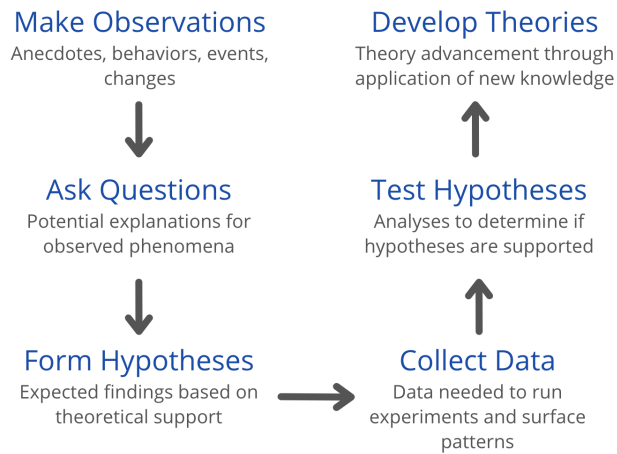 Make Observations
Anecdotes, behaviors, events,
changes
Ask Questions
Potential explanations for
observed phenomena
Form Hypotheses
Expected findings based on
theoretical support
Collect Data
Data needed to run
experiments and surface
patterns
Test Hypotheses
Analyses to determine if
hypotheses are supported
Develop Theories
Theory advancement through
application of new knowledge